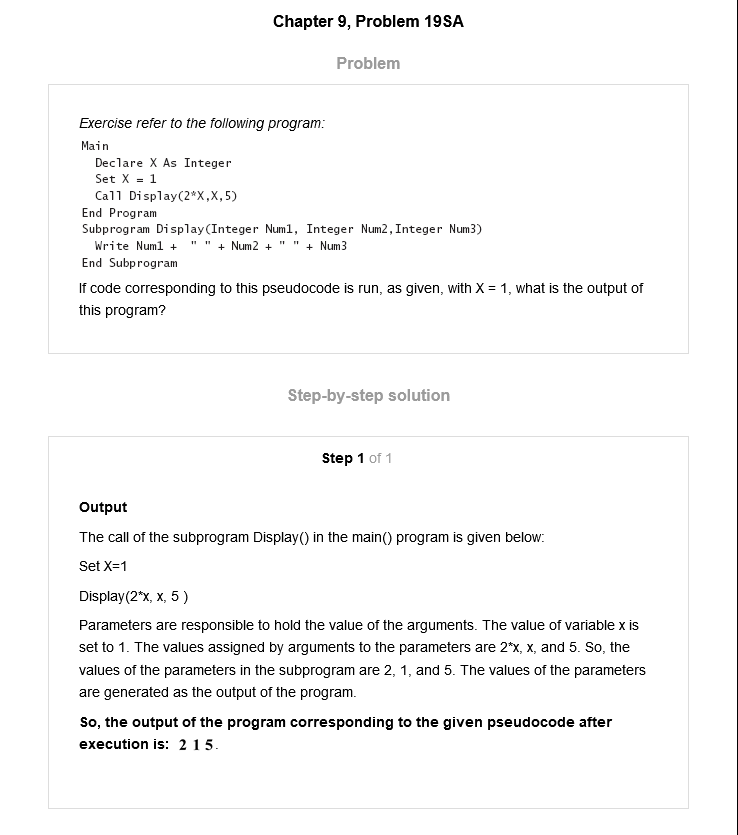 Chapter 9, Problem 19SA
Problem
Exercise refer to the following program:
Main
Declare X As Integer
Set X = 1
Call Display(2*X,X,5)
End Program
Subprogram Display(Integer Num1, Integer Num2,Integer Num3)
Write Num1 + " " + Num2 + " " + Num3
End Subprogram
If code corresponding to this pseudocode is run, as given, with X = 1, what is the output of
this program?
Step-by-step solution
Step 1 of 1
Output
The call of the subprogram Display() in the main() program is given below:
Set X=1
Display(2*x, x, 5 )
Parameters are responsible to hold the value of the arguments. The value of variable x is
set to 1. The values assigned by arguments to the parameters are 2*x, x, and 5. So, the
values of the parameters in the subprogram are 2, 1, and 5. The values of the parameters
are generated as the output of the program.
So, the output of the program corresponding to the given pseudocode after
execution is: 2 1 5.